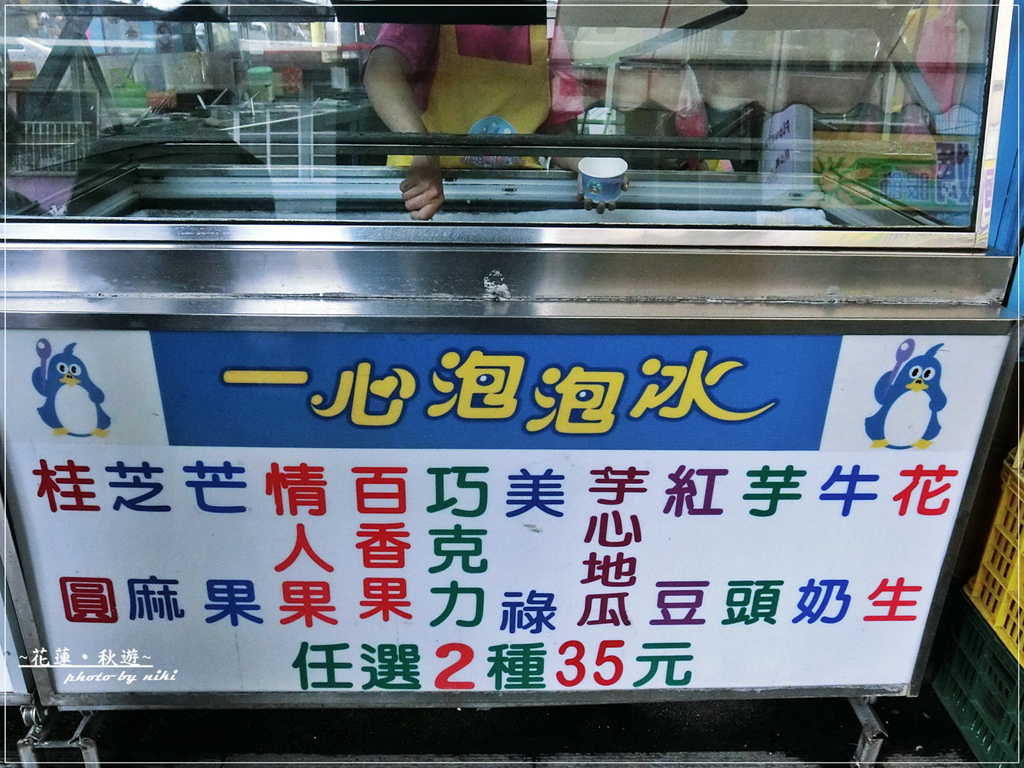 一心泡泡冰
花生
牛奶
芋頭
紅豆
芋心地瓜
美祿
巧克力
百香果
情人果
芒果
芝麻
桂圓
任選2種35元
~花蓮·秋遊~
photo by niki